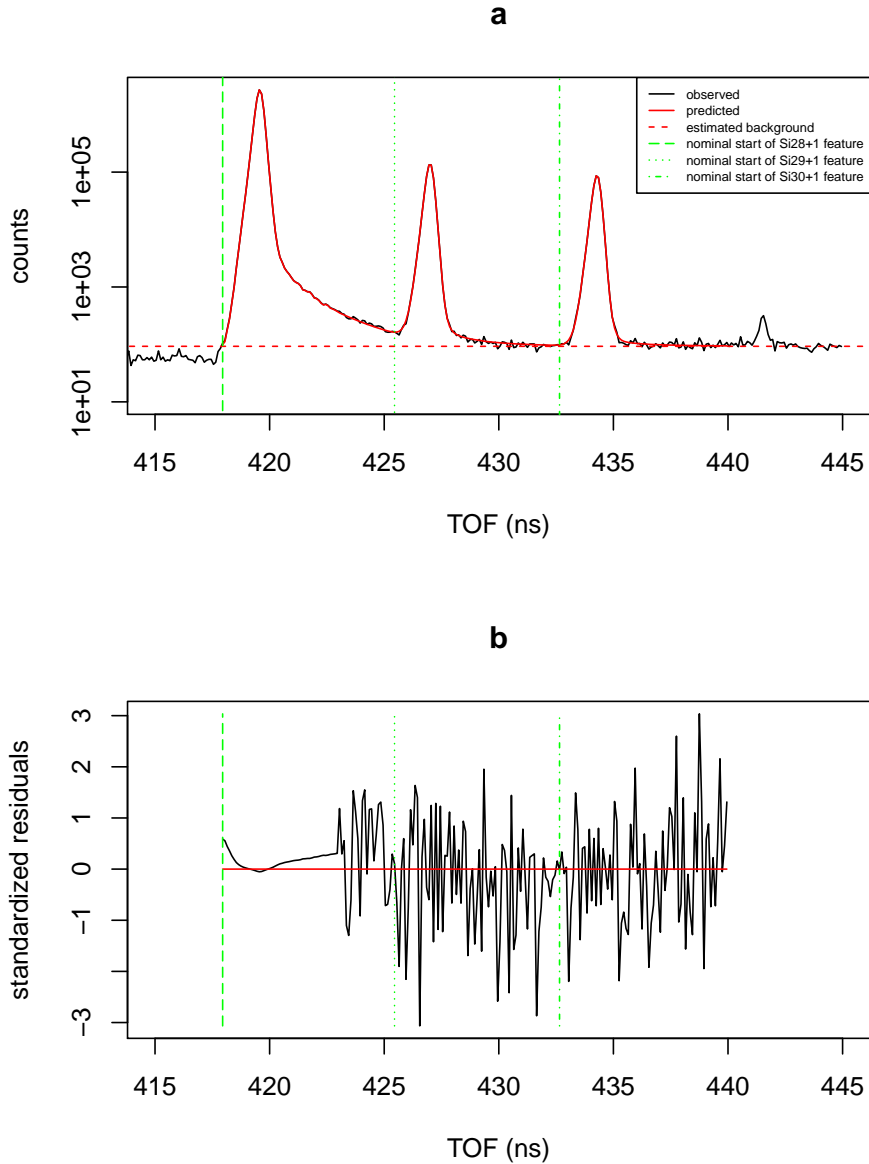 a
1e+05
1e+03
1e+01
counts
observed
predicted
estimated background
nominal start of Si28+1 feature
nominal start of Si29+1 feature
nominal start of Si30+1 feature
415 420 425 430 435 440 445
TOF (ns)
b
3
2
1
0
−1
−3
standardized residuals
415 420 425 430 435 440 445
TOF (ns)